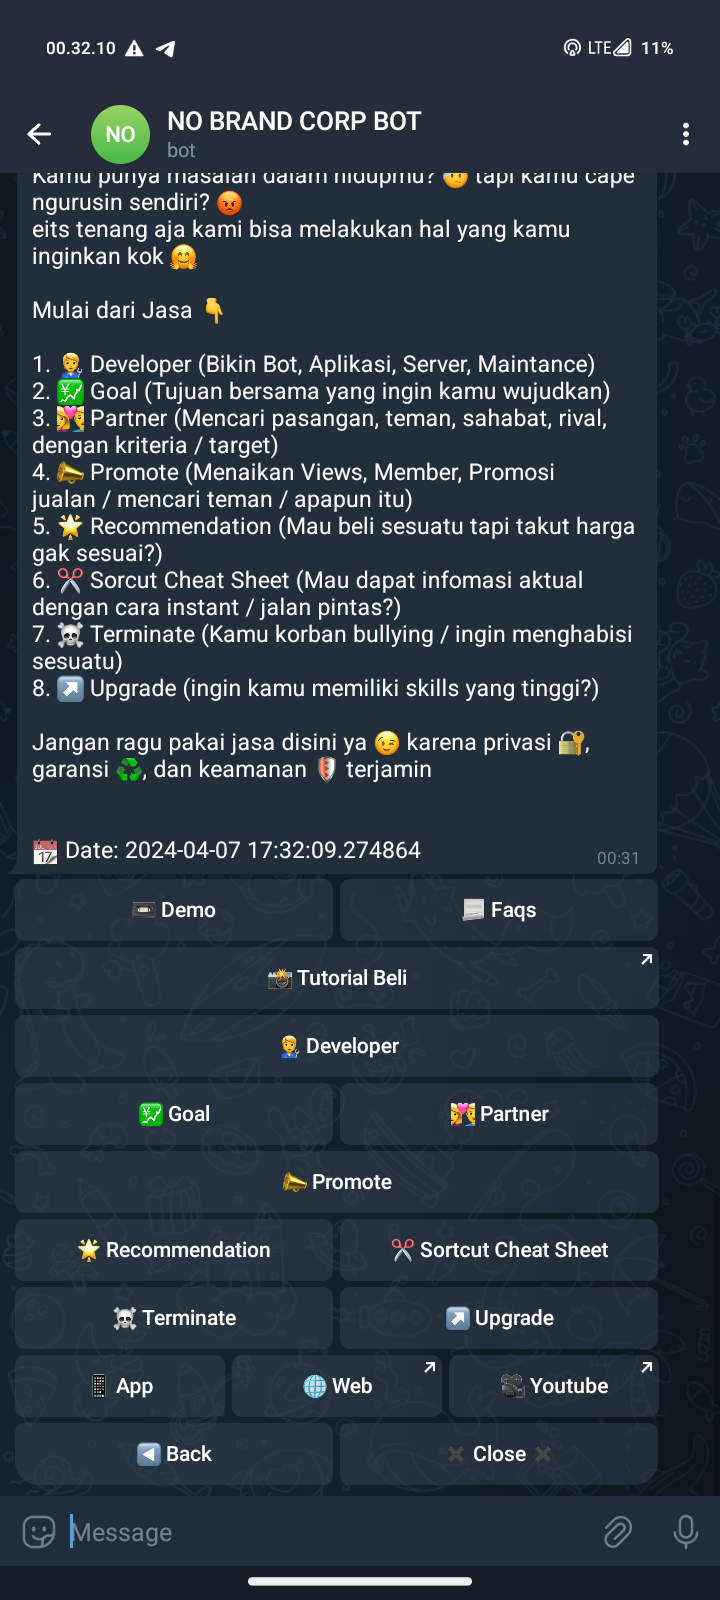 00.32.10
LTE 11%
NO
NO BRAND CORP BOT
bot
Kamu punya masalah dalam hidupmu? 🤔 tapi kamu cape
ngurusin sendiri? 😡
eits tenang aja kami bisa melakukan hal yang kamu
inginkan kok 🤗
Mulai dari Jasa 👇
1. 👨‍🔧 Developer (Bikin Bot, Aplikasi, Server, Maintance)
2. 💹 Goal (Tujuan bersama yang ingin kamu wujudkan)
3. 👩‍❤️‍👨 Partner (Mencari pasangan, teman, sahabat, rival,
dengan kriteria / target)
4. 📣 Promote (Menaikan Views, Member, Promosi
jualan / mencari teman / apapun itu)
5. 🌟 Recommendation (Mau beli sesuatu tapi takut harga
gak sesuai?)
6. ✂️ Sorcut Cheat Sheet (Mau dapat infomasi aktual
dengan cara instant / jalan pintas?)
7. ☠️ Terminate (Kamu korban bullying / ingin menghabisi
sesuatu)
8. ↗️ Upgrade (ingin kamu memiliki skills yang tinggi?)
Jangan ragu pakai jasa disini ya 😉 karena privasi 🔐,
garansi ♻️, dan keamanan 🛡️ terjamin
📆 Date: 2024-04-07 17:32:09.274864
00:31
📼 Demo
📃 Faqs
📸 Tutorial Beli
👨‍🔧 Developer
💹 Goal
👩‍❤️‍👨 Partner
📣 Promote
🌟 Recommendation
✂️ Sortcut Cheat Sheet
☠️ Terminate
↗️ Upgrade
📱 App
🌐 Web
🎥 Youtube
◀️ Back
✖️ Close ✖️
Message